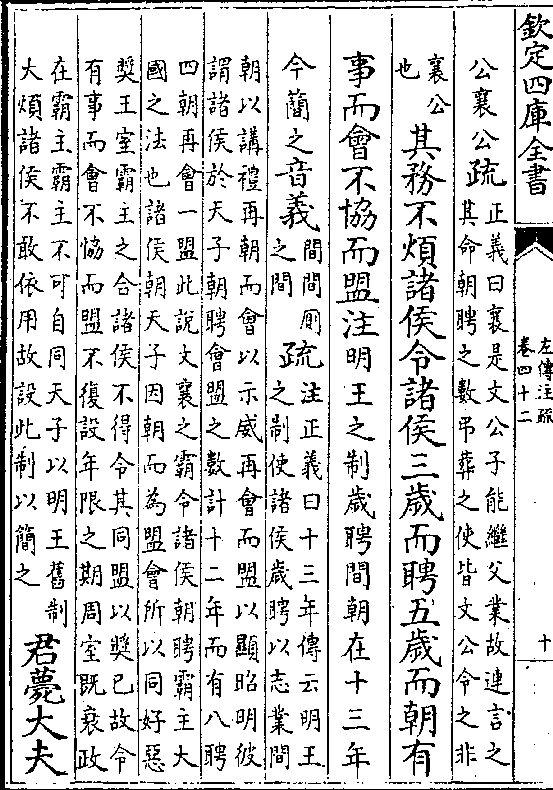 欽定四庫全書
左傳注疏
卷四十二
十
公襄公疏
正義曰襄是文公子能繼父業故連言之
其命朝聘之數吊葬之使皆文公令之非
襄公
也
其務不煩諸侯令諸侯三歲而聘五歲而朝有
事而會不協而盟注明王之制歲聘間朝在十三年
今簡之音義
間間厠
之間
疏
注正義曰十三年傳云明王
之制使諸侯歲聘以志業間
朝以講禮再朝而會以示威再會而盟以顯昭明彼
謂諸侯於天子朝聘會盟之數計十二年而有八聘
四朝再會一盟此說文襄之霸令諸侯朝聘霸主大
國之法也諸侯朝天子因朝而為盟會所以同好惡
奬王室霸主之合諸侯不得令其同盟以奬已故令
有事而會不恊而盟不復設年限之期周室既衰政
在霸主霸主不可自同天子以明王舊制
大煩諸侯不敢依用故設此制以簡之
君薨大夫